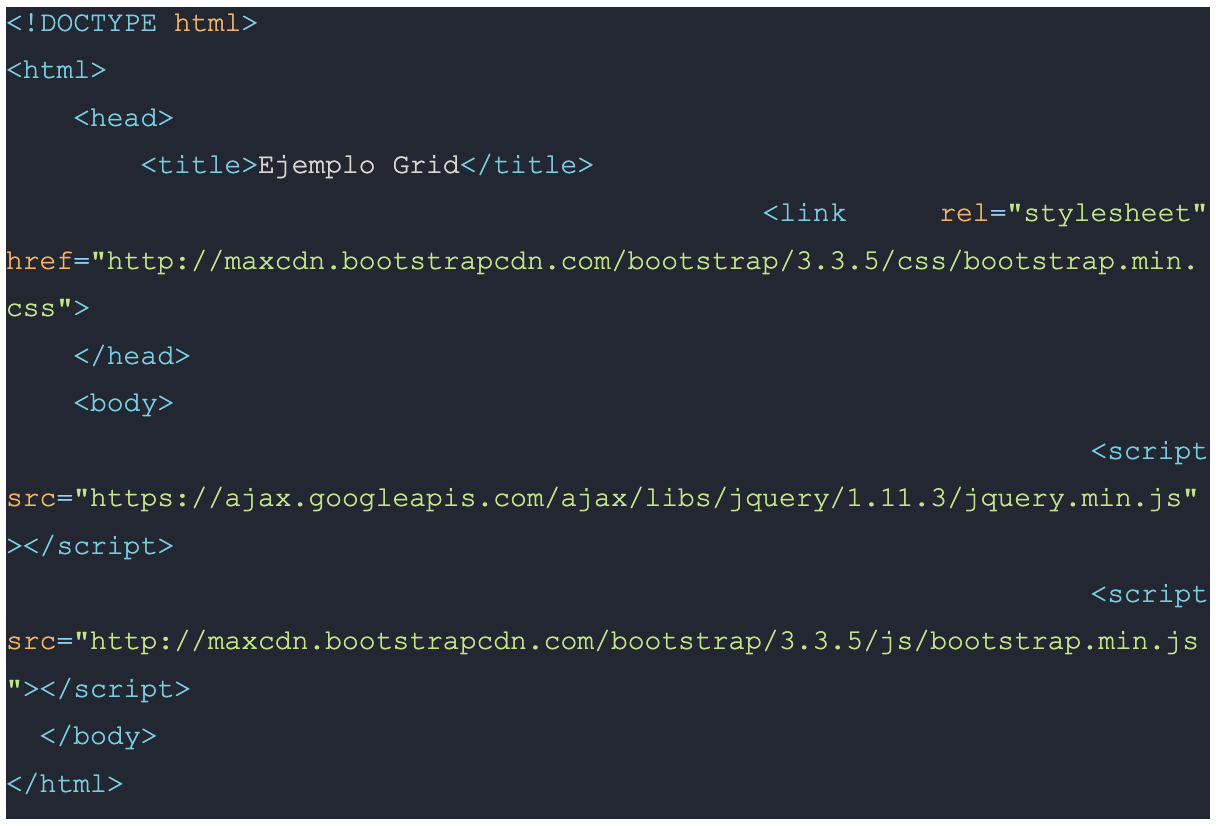 <!DOCTYPE html>
<html>
    <head>
        <title>Ejemplo Grid</title>
<link rel="stylesheet"
href="http://maxcdn.bootstrapcdn.com/bootstrap/3.3.5/css/bootstrap.min.
css">
    </head>
    <body>
<script
src="https://ajax.googleapis.com/ajax/libs/jquery/1.11.3/jquery.min.js"
></script>
<script
src="http://maxcdn.bootstrapcdn.com/bootstrap/3.3.5/js/bootstrap.min.js
"></script>
  </body>
</html>